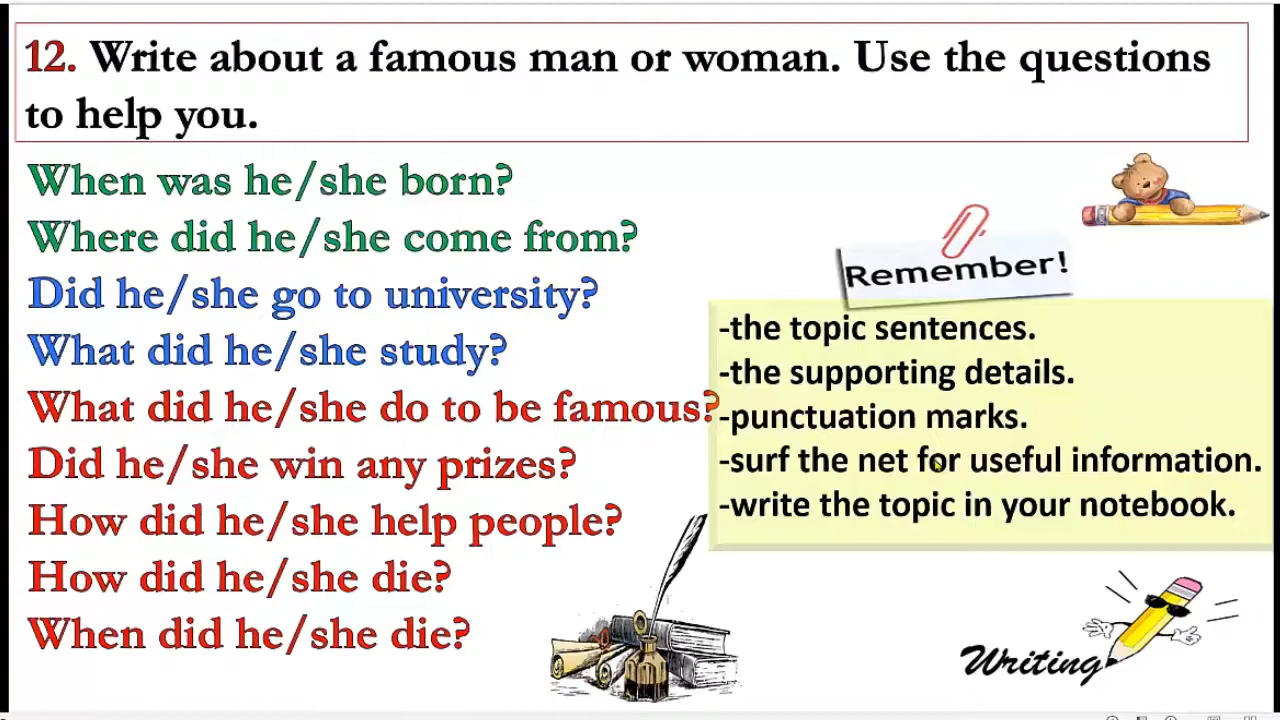 12. Write about a famous man or woman. Use the questions
to help you.
When was he/she born?
Where did he/she come from?
Did he/she go to university?
What did he/she study?
What did he/she do to be famous?
Did he/she win any prizes?
How did he/she help people?
How did he/she die?
When did he/she die?
Remember!
-the topic sentences.
-the supporting details.
-punctuation marks.
-surf the net for useful information.
-write the topic in your notebook.
Writing